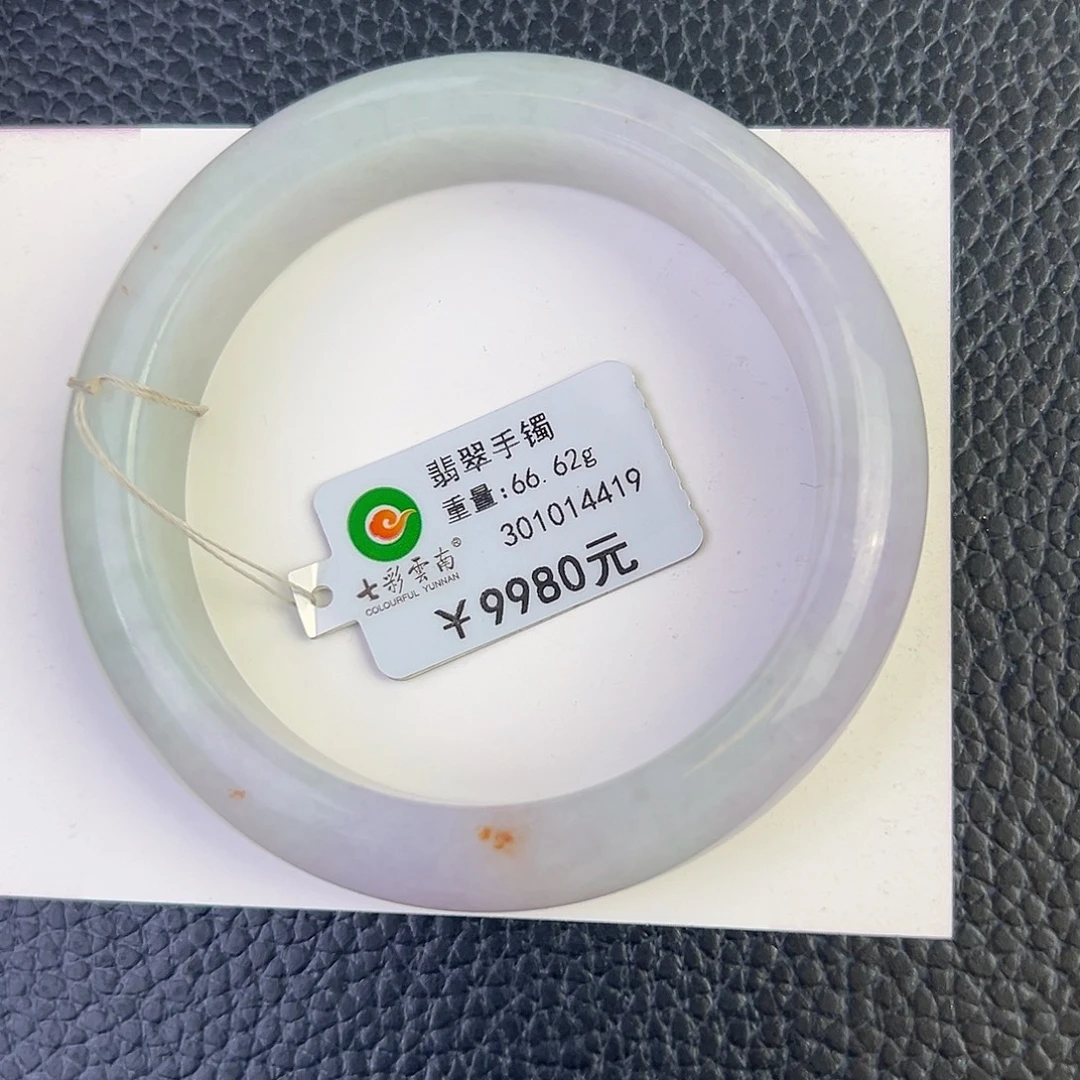 翡翠手镯
重量:66.62g
301014419
七彩雲南®
COLOURFUL YUNNAN
￥9980元